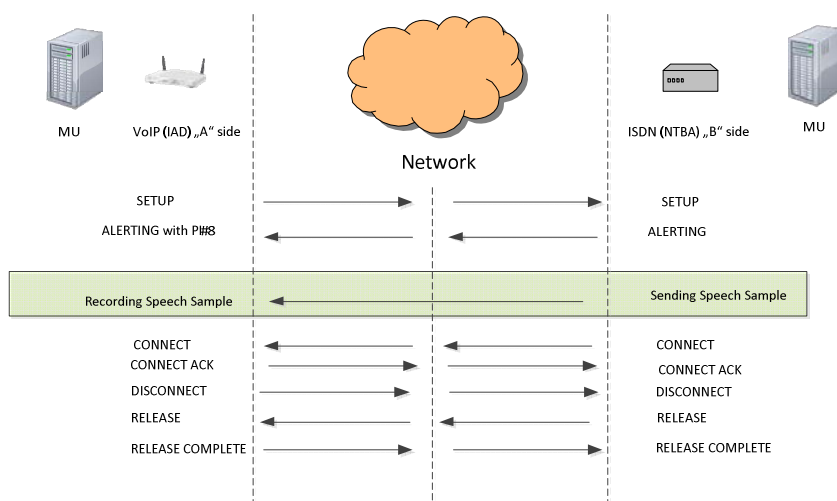 MU
VoIP (IAD) „A“ side
ISDN (NTBA) „B“ side
MU
Network
SETUP
SETUP
ALERTING with PI#8
ALERTING
Recording Speech Sample
Sending Speech Sample
CONNECT
CONNECT
CONNECT ACK
CONNECT ACK
DISCONNECT
DISCONNECT
RELEASE
RELEASE
RELEASE COMPLETE
RELEASE COMPLETE